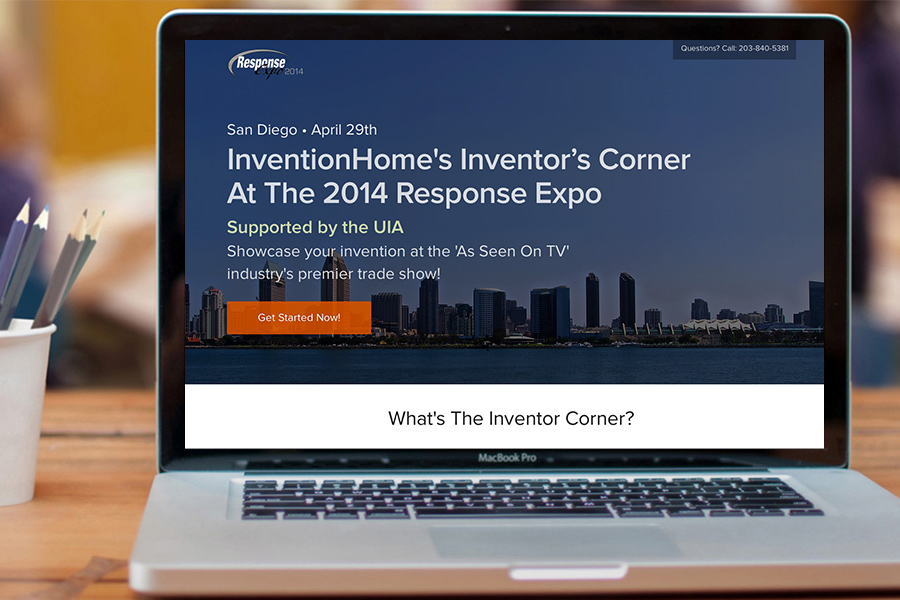 Response
Expo 2014
Questions? Call: 203-840-5381
San Diego • April 29th
InventionHome's Inventor’s Corner
At The 2014 Response Expo
Supported by the UIA
Showcase your invention at the 'As Seen On TV'
industry's premier trade show!
Get Started Now!
What's The Inventor Corner?
MacBook Pro